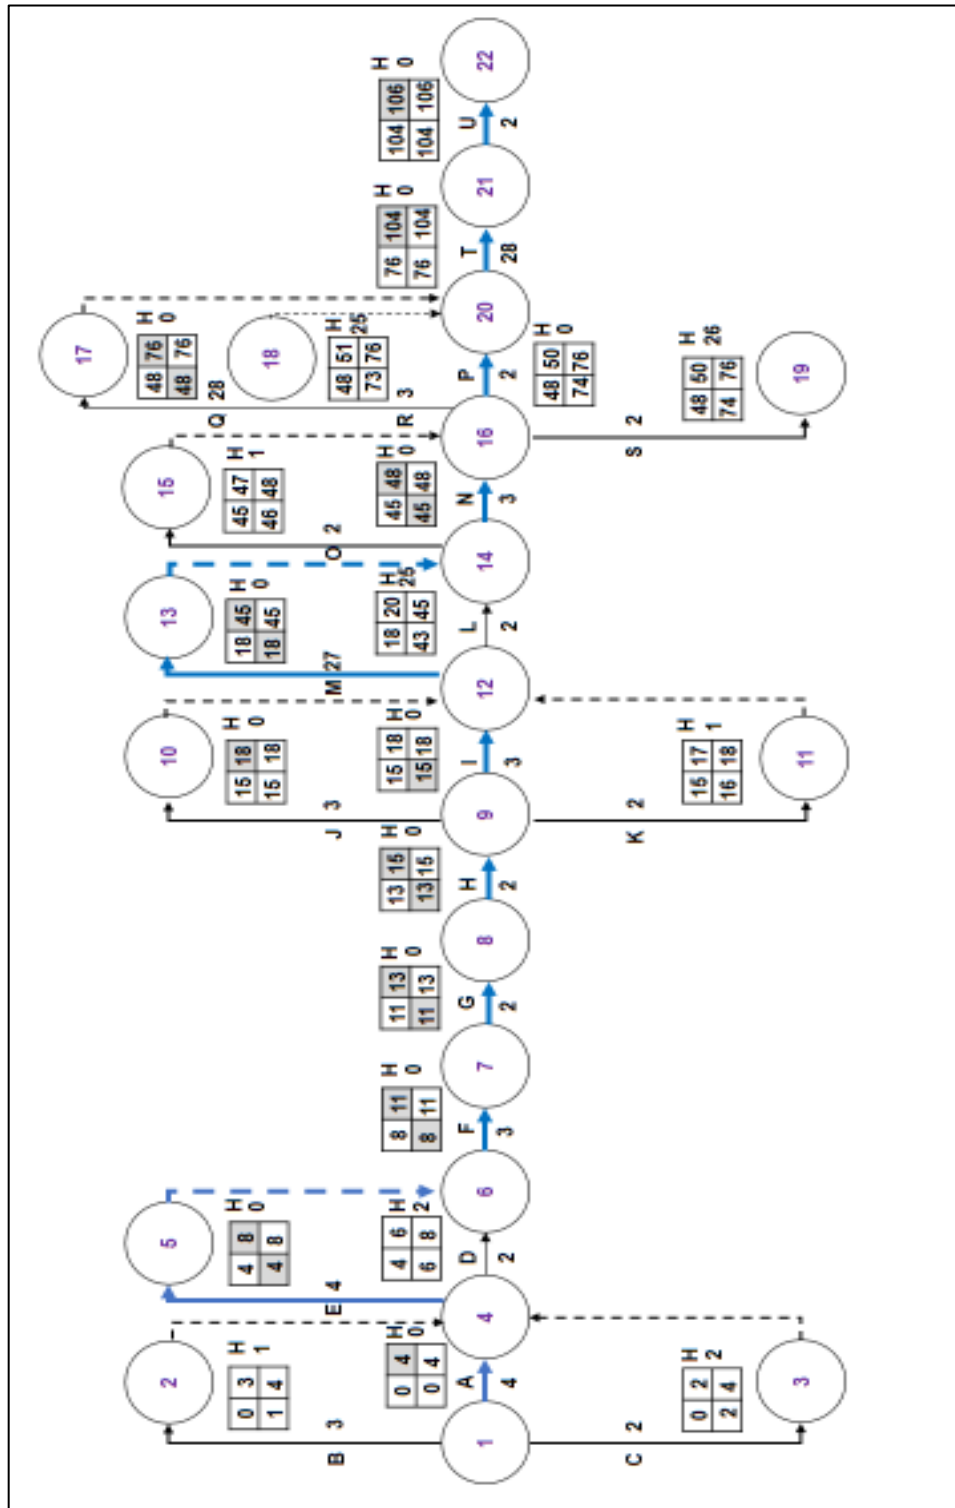 17
2
5
10
13
15
Q 28
18
B 3
0 3 H
1 4 1
E 4
4 8 H
4 8 0
J 3
15 18 H
15 18 0
M 27
18 45 H
18 45 0
O 2
45 47 H
46 48 1
48 76 H
48 76 0
R 3
48 51 H
73 76 25
0 4 H
0 4 0
4 6 H
6 8 2
8 11 H
8 11 0
11 13 H
11 13 0
13 15 H
13 15 0
15 18 H
15 18 0
18 20 H
43 45 25
45 48 H
45 48 0
76 104 H
76 104 0
104 106 H
104 106 0
A D F G H I L N P T U
1 4 6 7 8 9 12 14 16 20 21 22
4 2 3 2 2 3 2 3 2 28 2
48 50 H
74 76 0
C 2
0 2 H
2 4 2
K 2
15 17 H
16 18 1
S 2
48 50 H
74 76 26
3
11
19